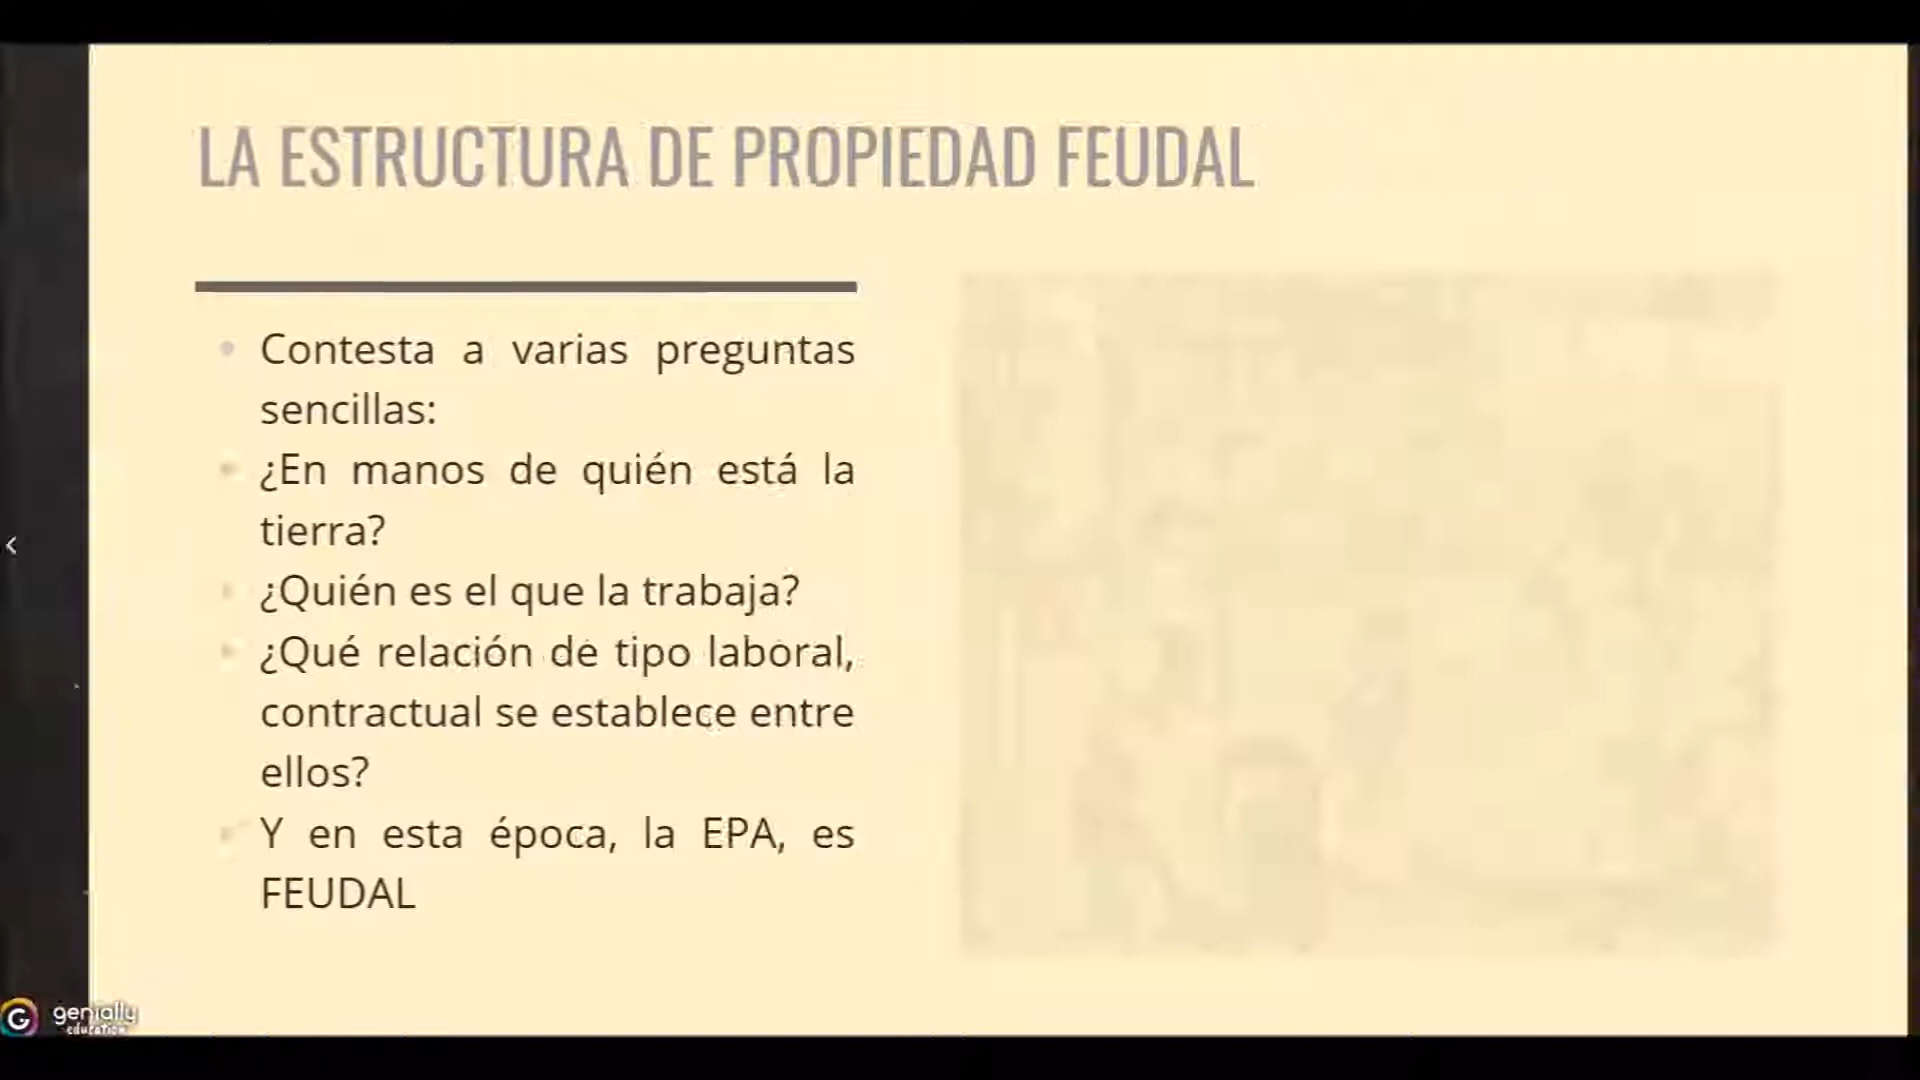 LA ESTRUCTURA DE PROPIEDAD FEUDAL
Contesta a varias preguntas
sencillas:
¿En manos de quién está la
tierra?
¿Quién es el que la trabaja?
¿Qué relación de tipo laboral,
contractual se establece entre
ellos?
Y en esta época, la EPA, es
FEUDAL
genially
education